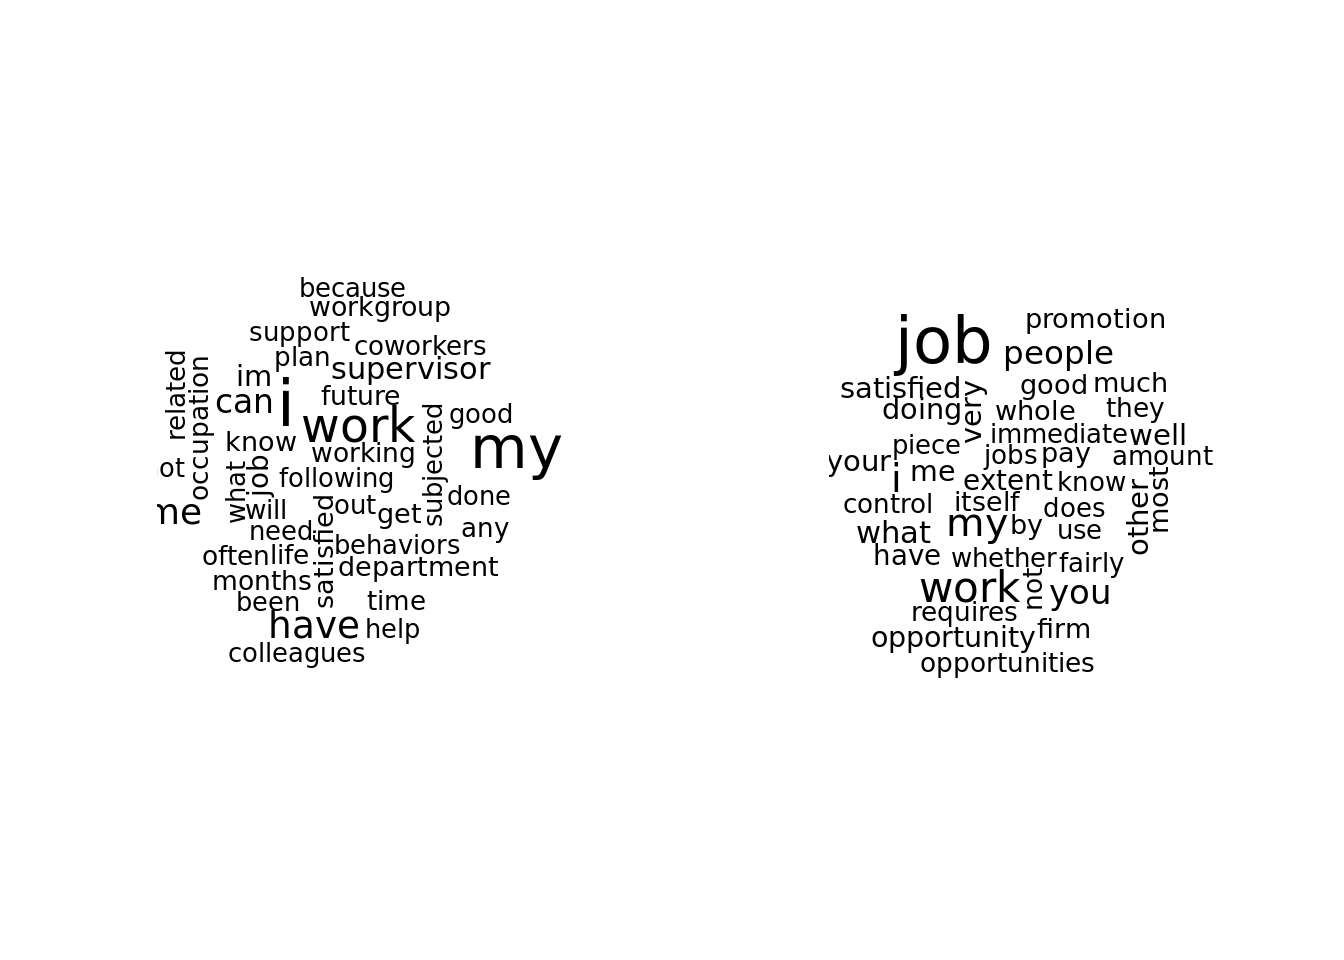 because
workgroup
support
coworkers
plan
supervisor
related
occupation
im
can
i
future
work
subjected
good
my
know
working
ot
what
job
following
me
will
satisfied
out
get
done
need
any
often
life
behaviors
months
department
been
time
have
help
colleagues
job
promotion
people
satisfied
very
good
much
doing
whole
they
piece
immediate
well
your
i
me
jobs
pay
amount
extent
know
control
itself
does
other
most
what
my
by
use
have
whether
fairly
work
not
you
requires
opportunity
firm
opportunities